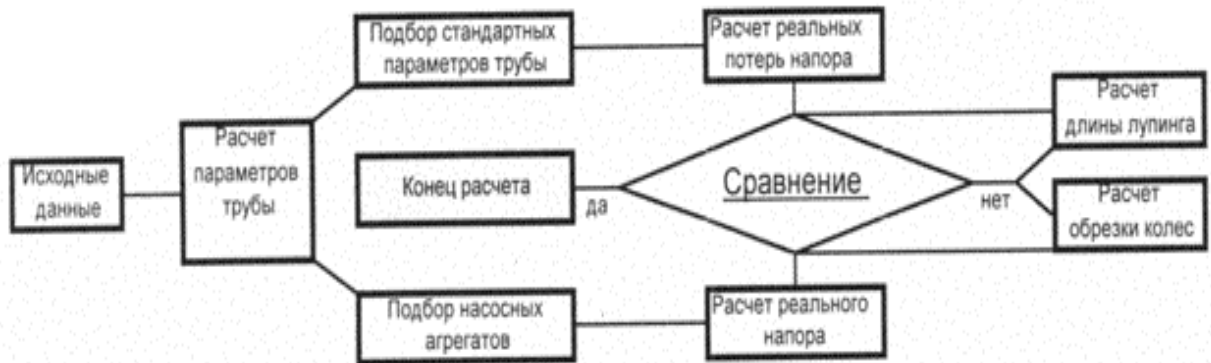 Исходные
данные
Расчет
параметров
трубы
Подбор стандартных
параметров трубы
Расчет реальных
потерь напора
Конец расчета
да
Сравнение
нет
Расчет
длины лупинга
Расчет
обрезки колес
Подбор насосных
агрегатов
Расчет реального
напора